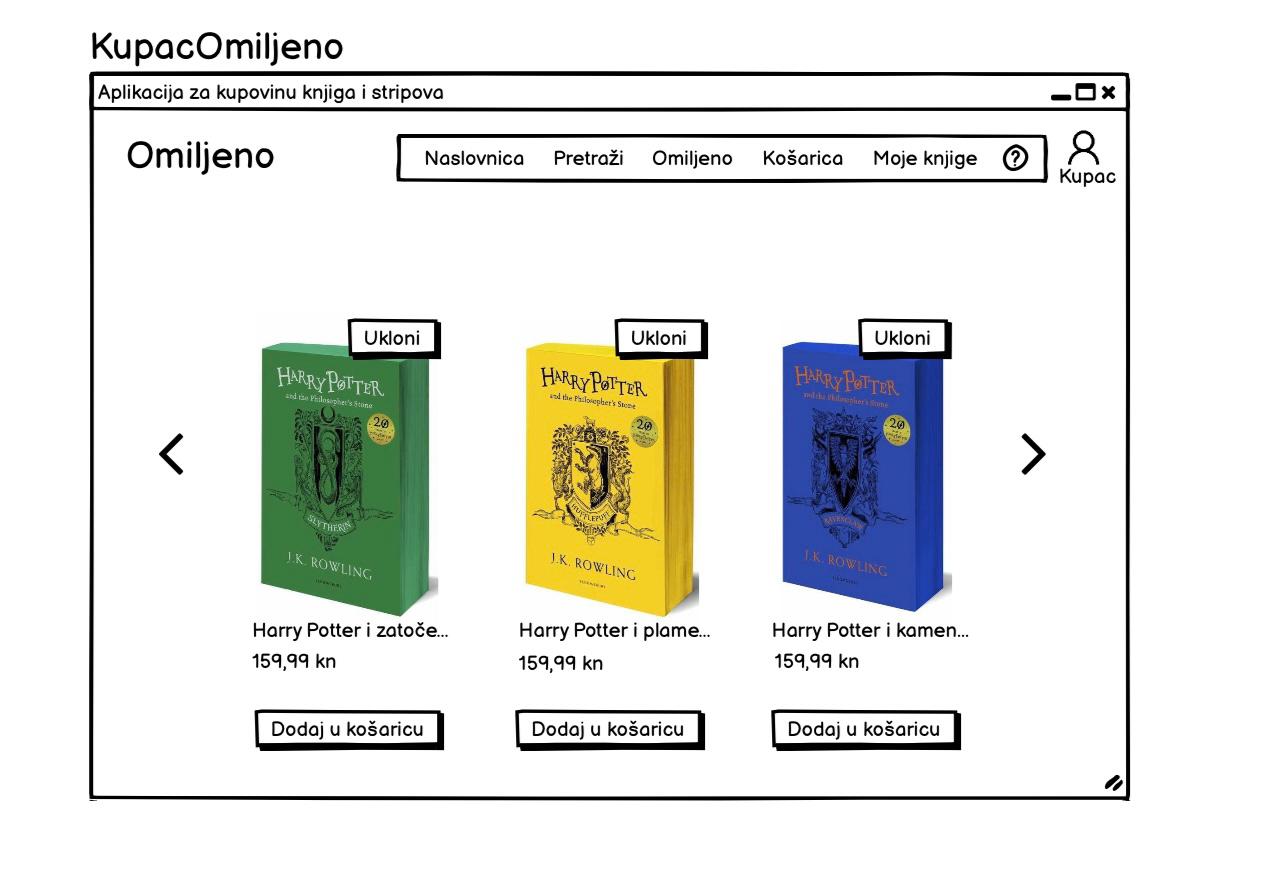 KupacOmiljeno
Aplikacija za kupovinu knjiga i stripova
Omiljeno
Naslovnica Pretraži Omiljeno Košarica Moje knjige ?
Kupac
Ukloni Ukloni Ukloni
HARRY POTTER
and the Philosopher's Stone
20
SLYTHERIN
J.K. ROWLING
HARRY POTTER
and the Philosopher's Stone
20
HUFFLEPUFF
J.K. ROWLING
HARRY POTTER
and the Philosopher's Stone
20
RAVENCLAW
J.K. ROWLING
Harry Potter i zatoče... Harry Potter i plame... Harry Potter i kamen...
159,99 kn 159,99 kn 159,99 kn
Dodaj u košaricu Dodaj u košaricu Dodaj u košaricu